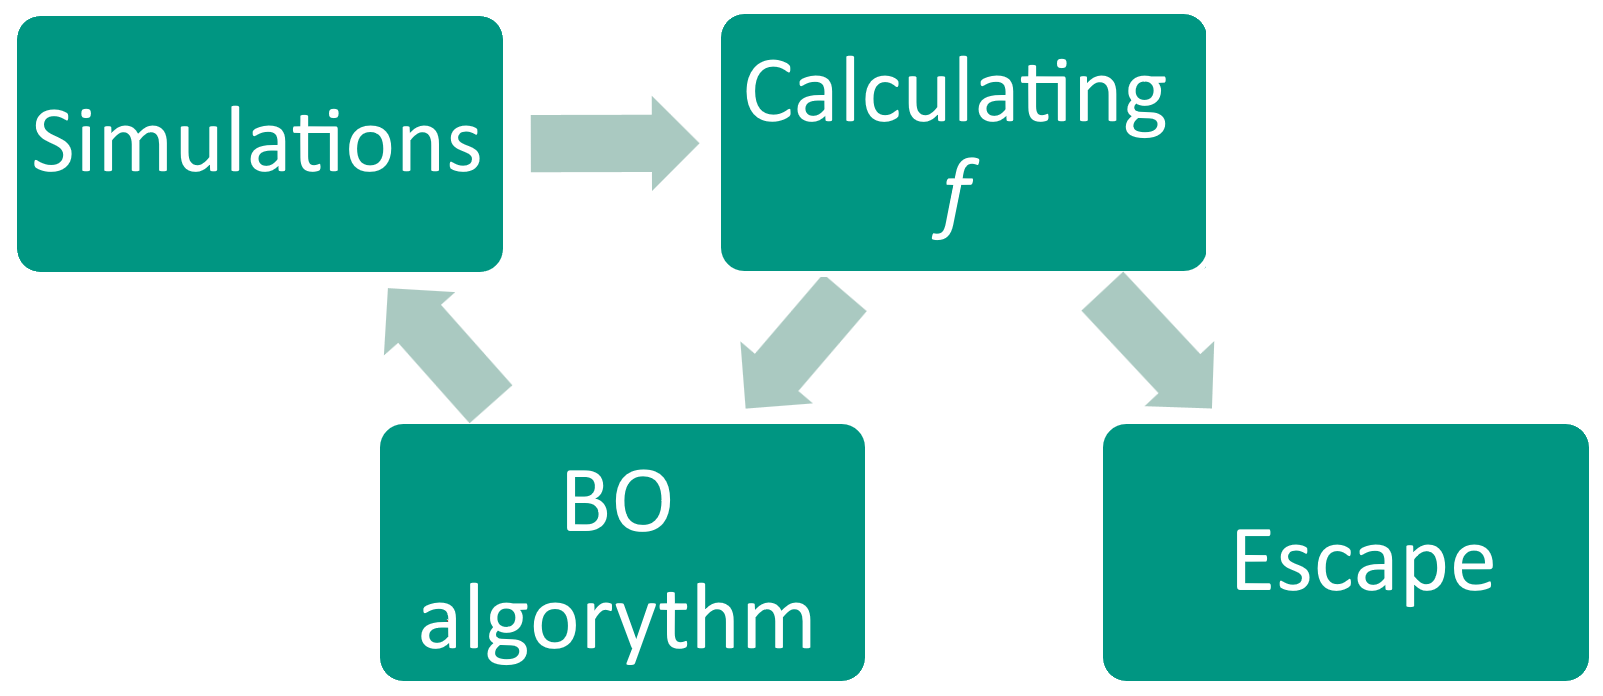 Simulations
Calculating
f
BO
algorythm
Escape